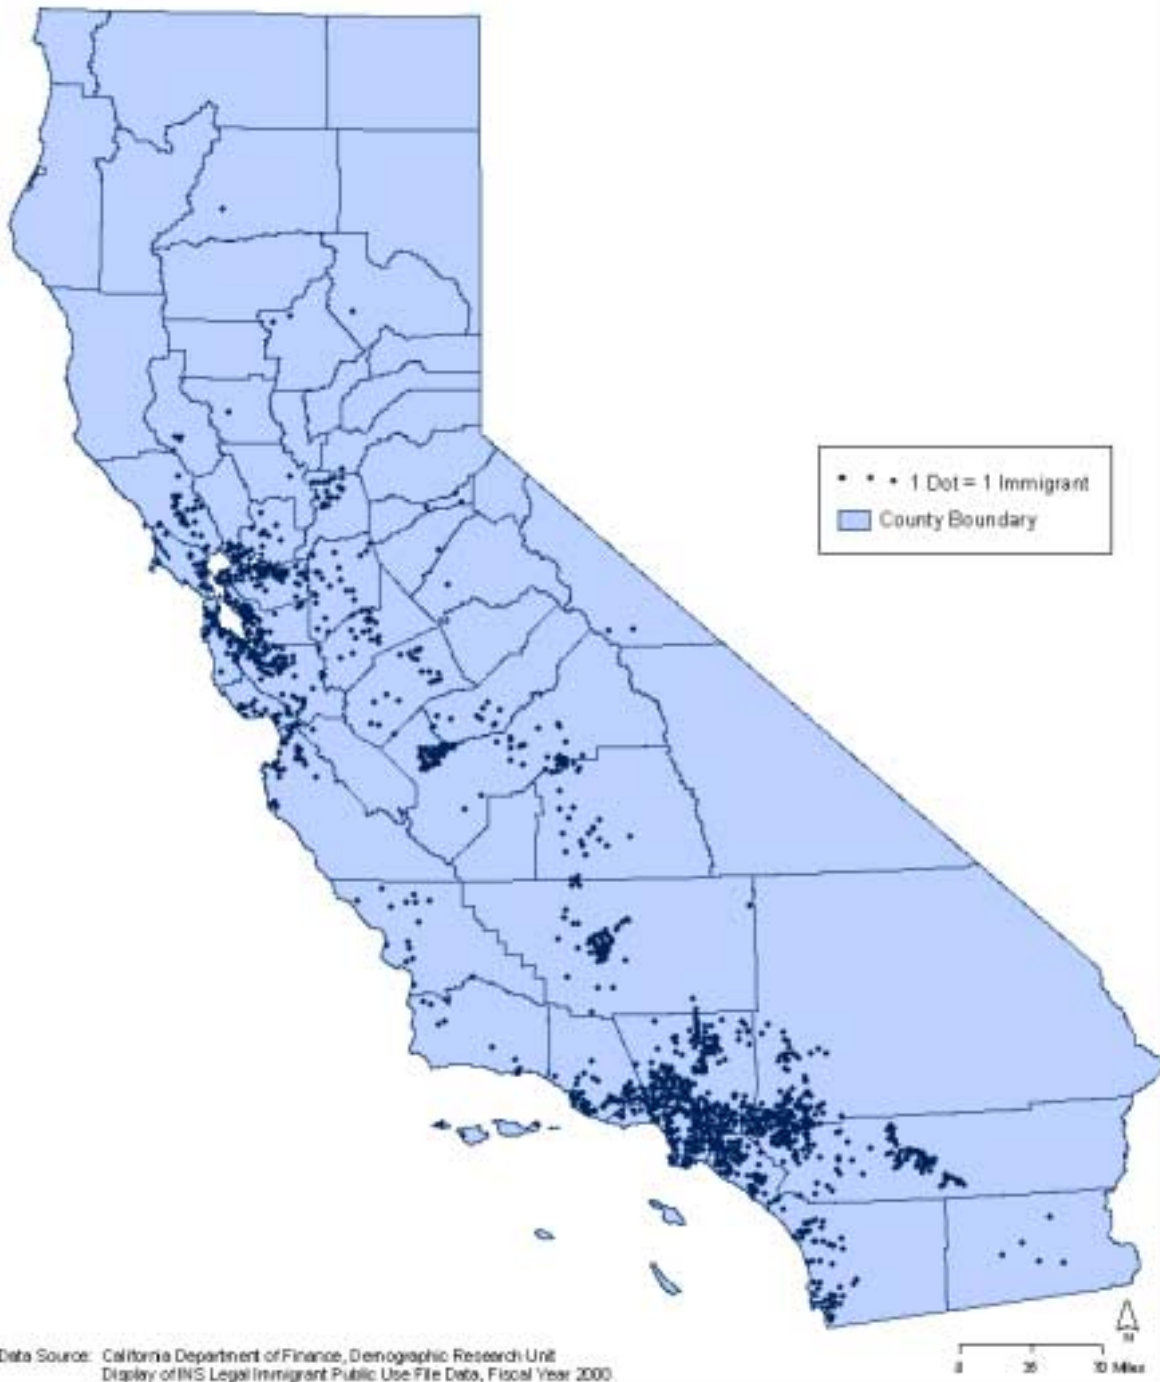 1 Dot = 1 Immigrant
County Boundary
N
Data Source: California Department of Finance, Demographic Research Unit
Display of INS Legal Immigrant Public Use File Data, Fiscal Year 2000
0 Miles